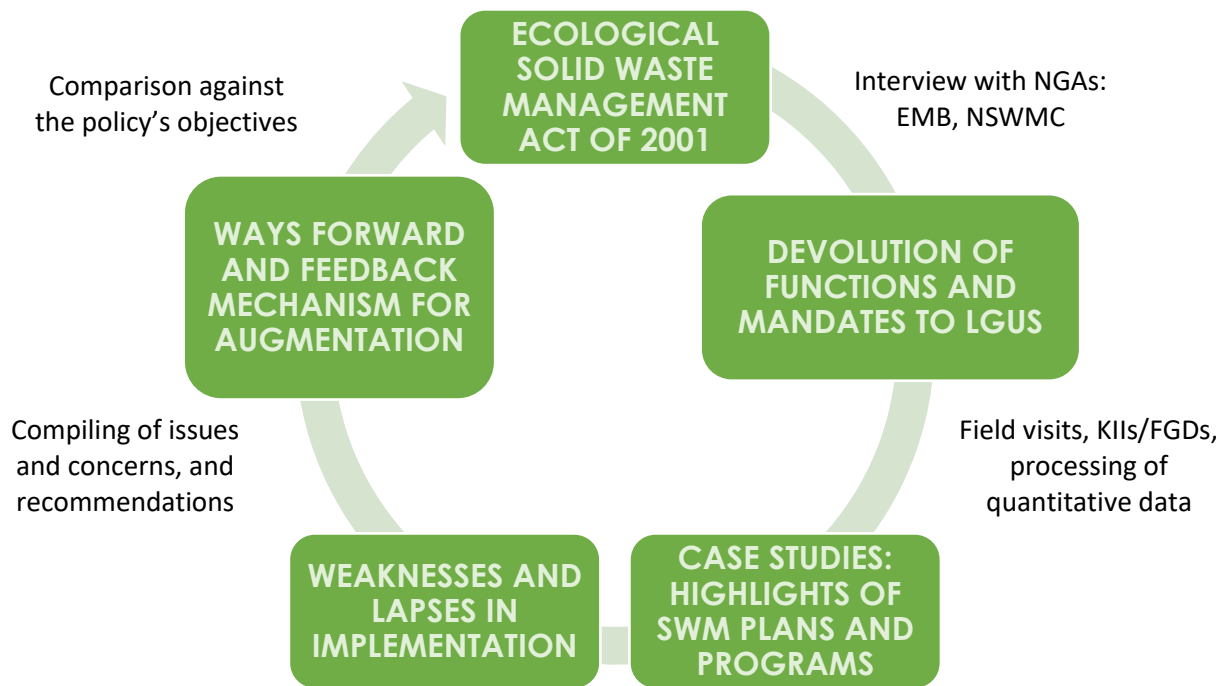 ECOLOGICAL
SOLID WASTE
MANAGEMENT
ACT OF 2001
Interview with NGAs:
EMB, NSWMC
DEVOLUTION OF
FUNCTIONS AND
MANDATES TO LGUS
Field visits, KIIs/FGDs,
processing of
quantitative data
CASE STUDIES:
HIGHLIGHTS OF
SWM PLANS AND
PROGRAMS
WEAKNESSES AND
LAPSES IN
IMPLEMENTATION
Compiling of issues
and concerns, and
recommendations
WAYS FORWARD
AND FEEDBACK
MECHANISM FOR
AUGMENTATION
Comparison against
the policy’s objectives